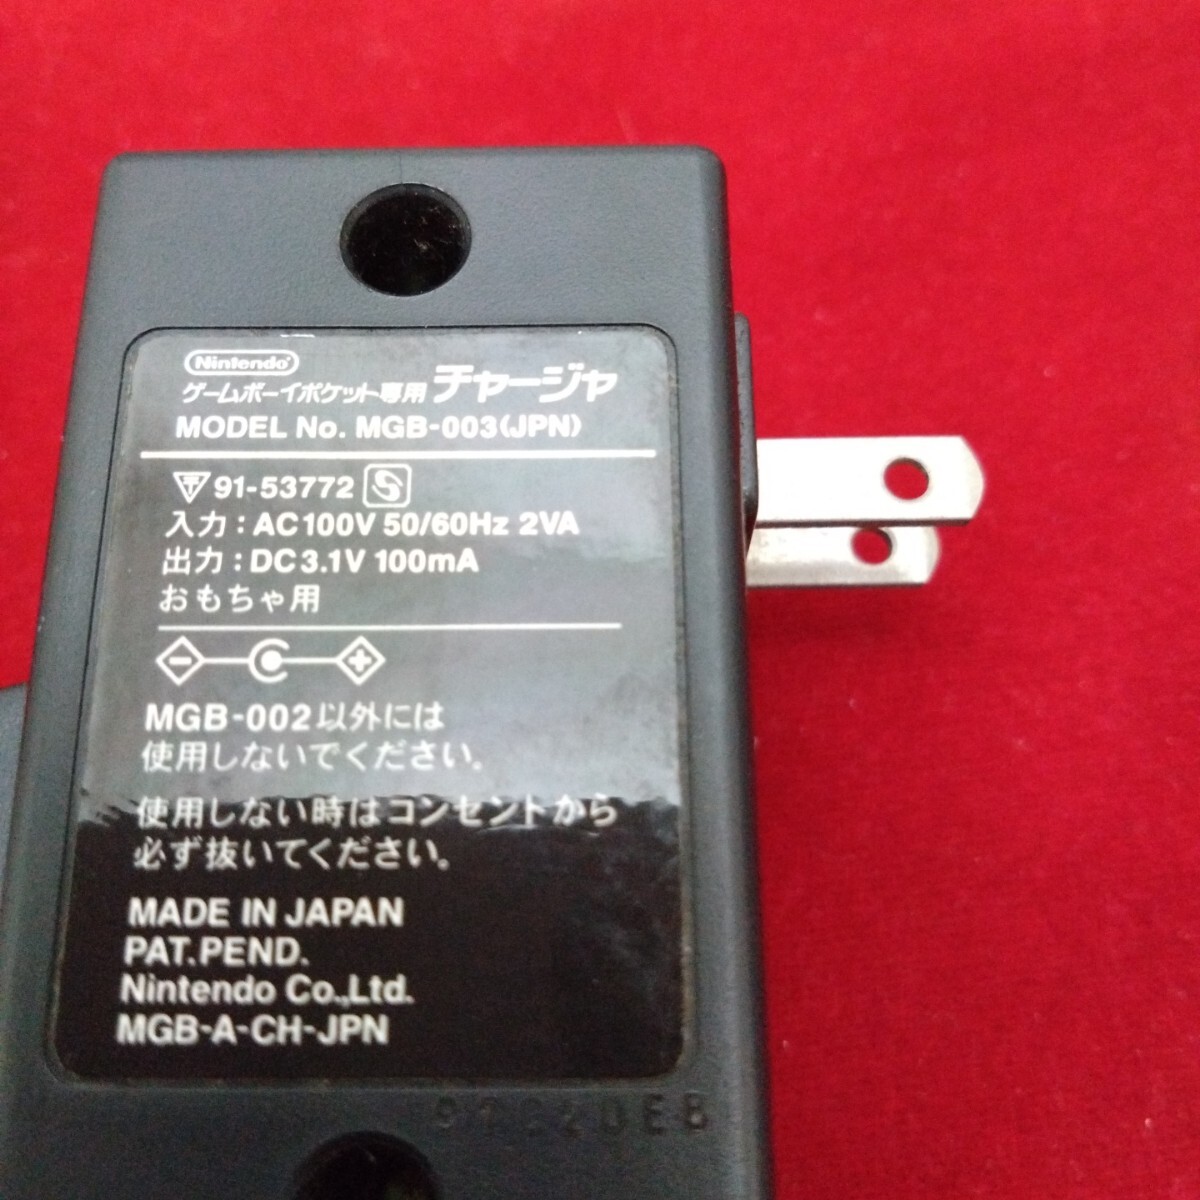 Nintendo
ゲームボーイポケット専用 チャージャ
MODEL No. MGB-003(JPN)
91-53772
入力：AC100V 50/60Hz 2VA
出力：DC3.1V 100mA
おもちゃ用
MGB-002以外には
使用しないでください。
使用しない時はコンセントから
必ず抜いてください。
MADE IN JAPAN
PAT.PEND.
Nintendo Co.,Ltd.
MGB-A-CH-JPN